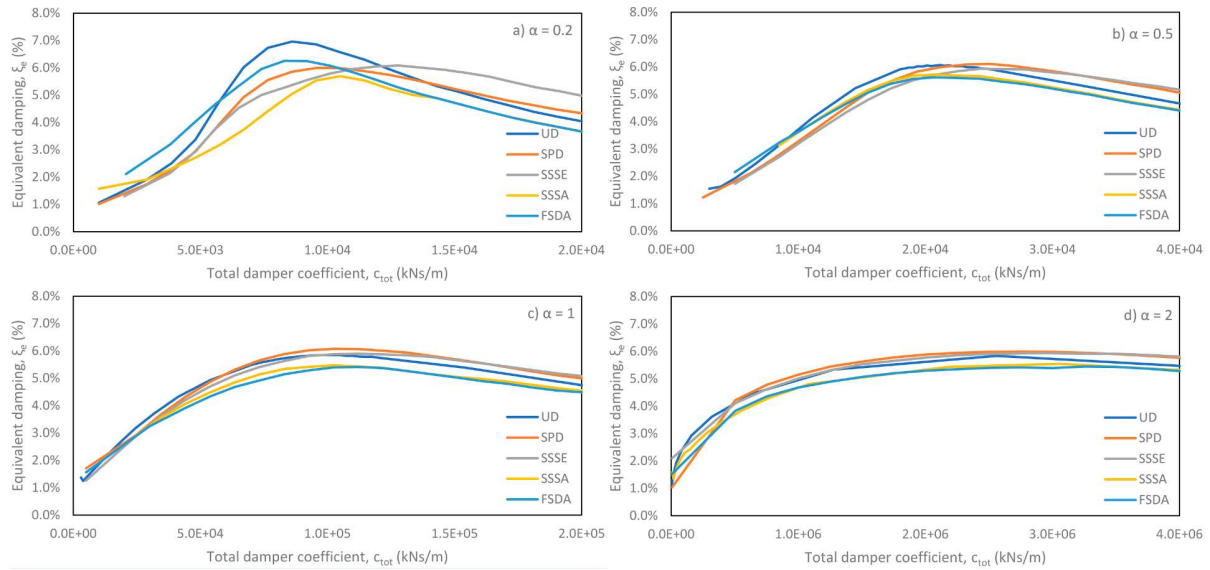 a) α = 0.2
Equivalent damping, ξe (%)
8.0%
7.0%
6.0%
5.0%
4.0%
3.0%
2.0%
1.0%
0.0%
UD
SPD
SSSE
SSSA
FSDA
0.0E+00 5.0E+03 1.0E+04 1.5E+04 2.0E+04
Total damper coefficient, ctot (kNs/m)
b) α = 0.5
Equivalent damping, ξe (%)
8.0%
7.0%
6.0%
5.0%
4.0%
3.0%
2.0%
1.0%
0.0%
UD
SPD
SSSE
SSSA
FSDA
0.0E+00 1.0E+04 2.0E+04 3.0E+04 4.0E+04
Total damper coefficient, ctot (kNs/m)
c) α = 1
Equivalent damping, ξe (%)
8.0%
7.0%
6.0%
5.0%
4.0%
3.0%
2.0%
1.0%
0.0%
UD
SPD
SSSE
SSSA
FSDA
0.0E+00 5.0E+04 1.0E+05 1.5E+05 2.0E+05
Total damper coefficient, ctot (kNs/m)
d) α = 2
Equivalent damping, ξe (%)
8.0%
7.0%
6.0%
5.0%
4.0%
3.0%
2.0%
1.0%
0.0%
UD
SPD
SSSE
SSSA
FSDA
0.0E+00 1.0E+06 2.0E+06 3.0E+06 4.0E+06
Total damper coefficient, ctot (kNs/m)